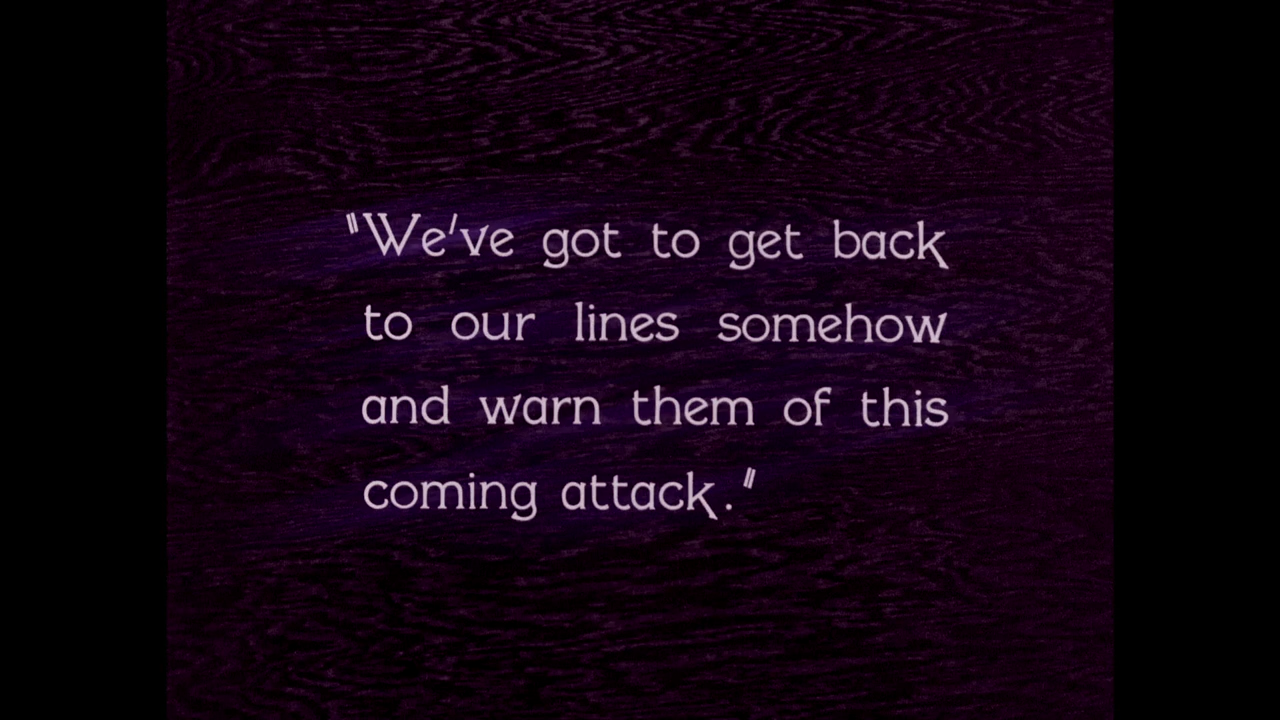 "We've got to get back
to our lines somehow
and warn them of this
coming attack."